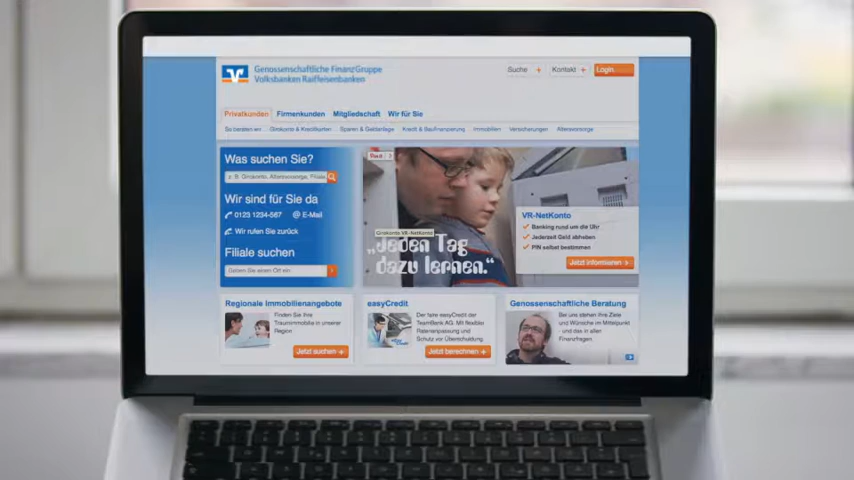 Genossenschaftliche FinanzGruppe
Volksbanken Raiffeisenbanken
Suche +
Kontakt +
Login
Privatkunden Firmenkunden Mitgliedschaft Wir für Sie
So beraten wir Girokonto & Kreditkarten Sparen & Geldanlage Kredit & Baufinanzierung Immobilien Versicherungen Altersvorsorge
Was suchen Sie?
z. B. Girokonto, Altersvorsorge, Filiale
Wir sind für Sie da
0123 1234-567 @ E-Mail
Wir rufen Sie zurück
Filiale suchen
Geben Sie einen Ort ein
Girokonto VR-NetKonto
„Jeden Tag
dazu lernen.“
VR-NetKonto
Banking rund um die Uhr
Jederzeit Geld abheben
PIN selbst bestimmen
Jetzt informieren
Regionale Immobilienangebote
Finden Sie Ihre
Traumimmobilie in unserer
Region
Jetzt suchen
easyCredit
Der faire easyCredit der
TeamBank AG. Mit flexibler
Ratenanpassung und
Schutz vor Überschuldung.
Jetzt berechnen
Genossenschaftliche Beratung
Bei uns stehen Ihre Ziele
und Wünsche im Mittelpunkt
und das in allen
Finanzfragen.